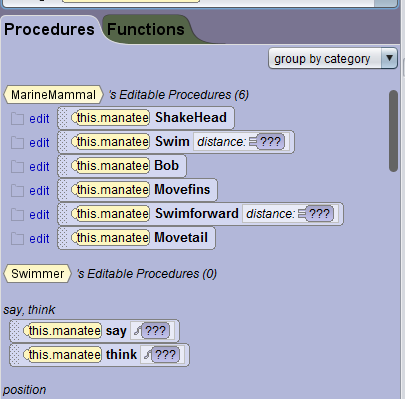 Procedures Functions
group by category
MarineMammal 's Editable Procedures (6)
edit this.manatee ShakeHead
edit this.manatee Swim distance: ???
edit this.manatee Bob
edit this.manatee Movefins
edit this.manatee Swimforward distance: ???
edit this.manatee Movetail
Swimmer 's Editable Procedures (0)
say, think
this.manatee say ???
this.manatee think ???
position